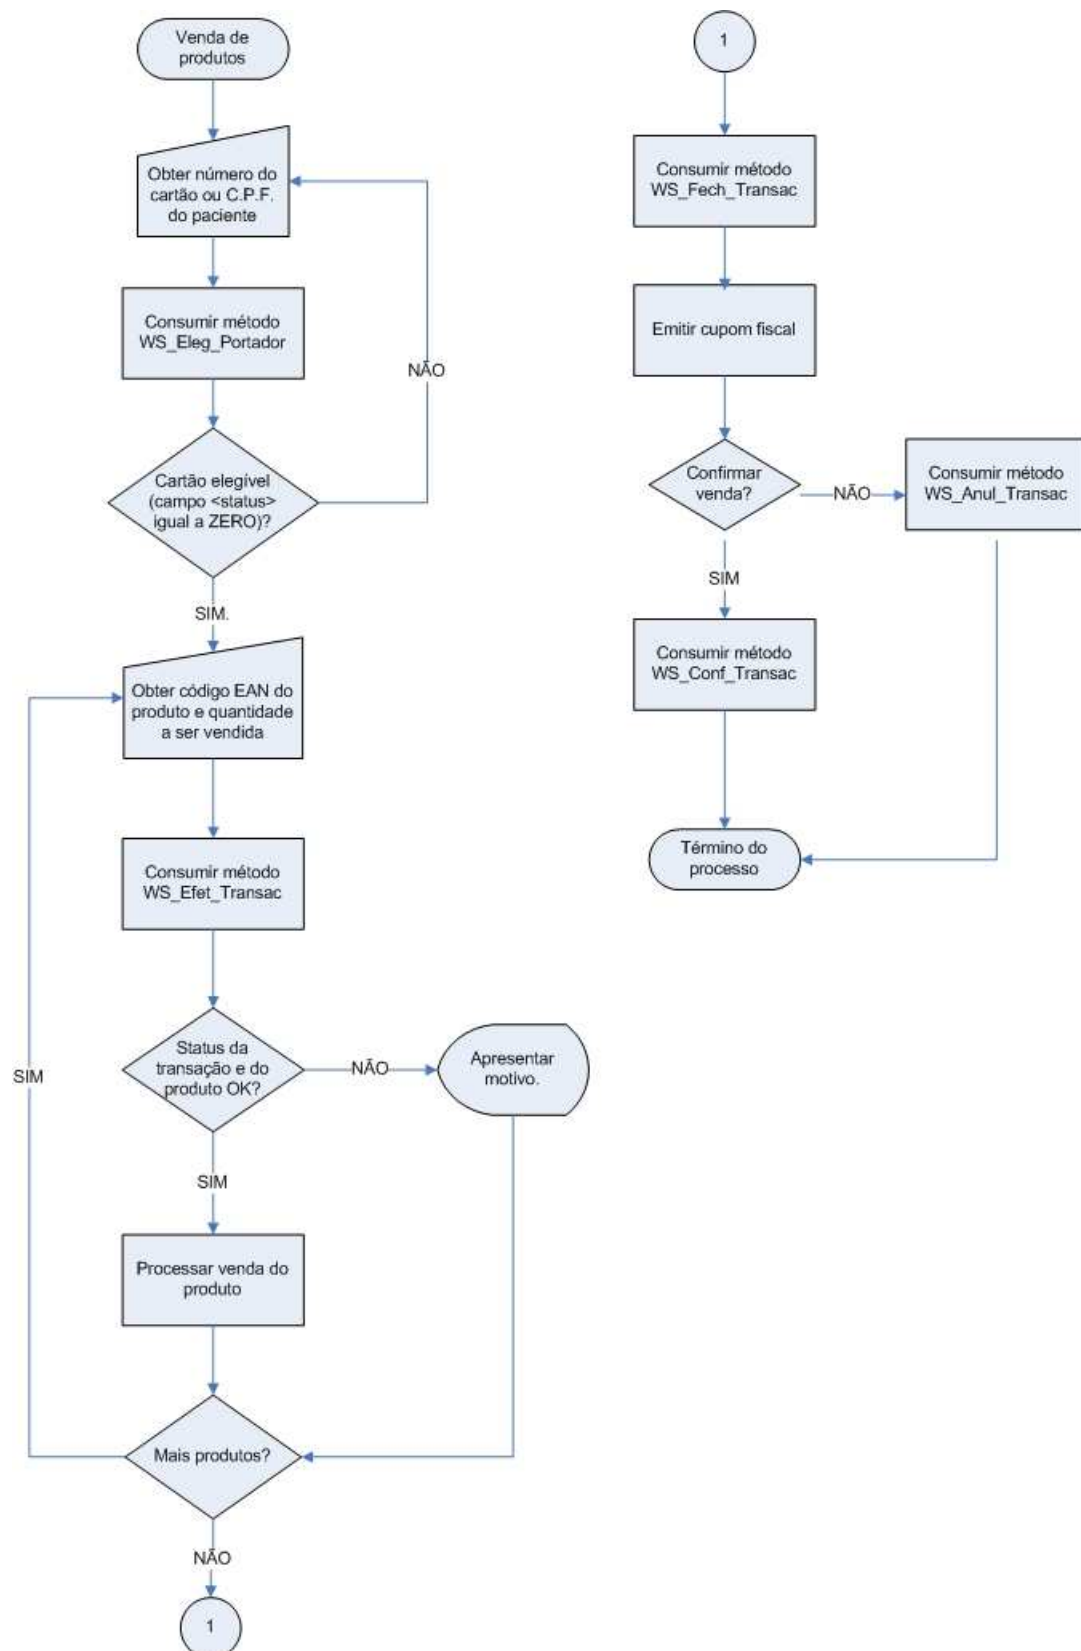 Venda de
produtos
Obter número do
cartão ou C.P.F.
do paciente
Consumir método
WS_Eleg_Portador
NÃO
Cartão elegível
(campo <status>
igual a ZERO)?
SIM.
Obter código EAN do
produto e quantidade
a ser vendida
Consumir método
WS_Efet_Transac
Status da
transação e do
produto OK?
NÃO
Apresentar
motivo.
SIM
SIM
Processar venda do
produto
Mais produtos?
NÃO
1
1
Consumir método
WS_Fech_Transac
Emitir cupom fiscal
Confirmar
venda?
NÃO
Consumir método
WS_Anul_Transac
SIM
Consumir método
WS_Conf_Transac
Término do
processo